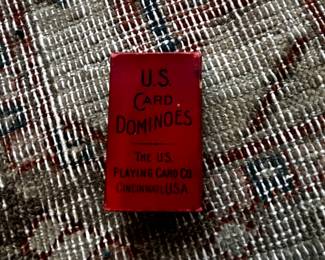 U.S.
CARD
DOMINOES
THE U.S.
PLAYING CARD CO.
CINCINNATI, U.S.A.